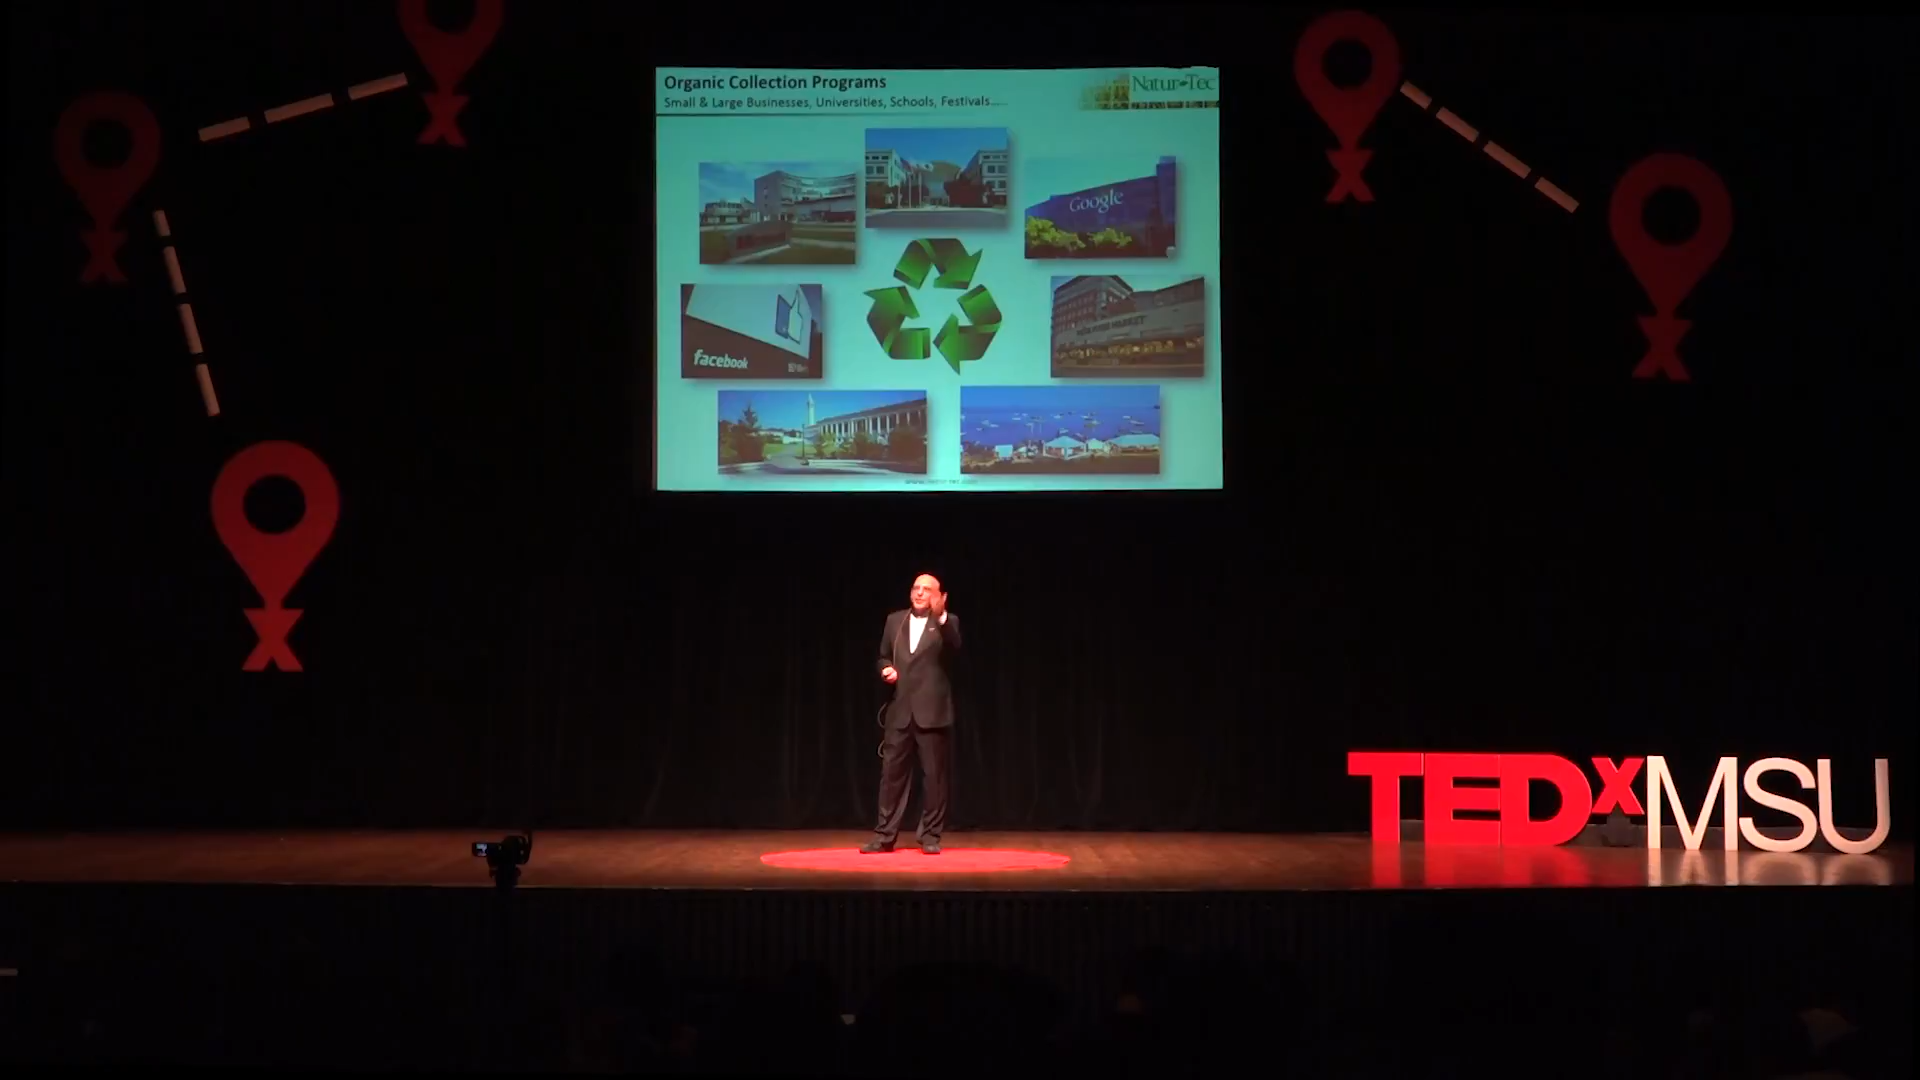 Organic Collection Programs
Natur-Tec
Small & Large Businesses, Universities, Schools, Festivals.....
Google
facebook
TEDxMSU